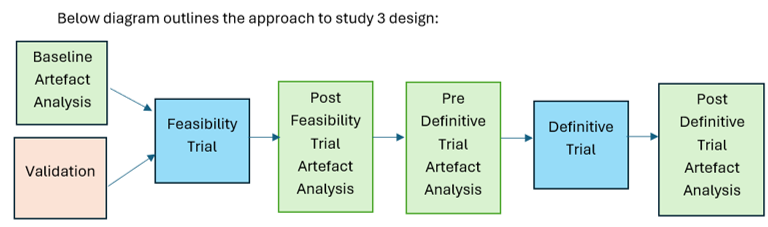 Below diagram outlines the approach to study 3 design:
Baseline
Artefact
Analysis
Validation
Feasibility
Trial
Post
Feasibility
Trial
Artefact
Analysis
Pre
Definitive
Trial
Artefact
Analysis
Definitive
Trial
Post
Definitive
Trial
Artefact
Analysis